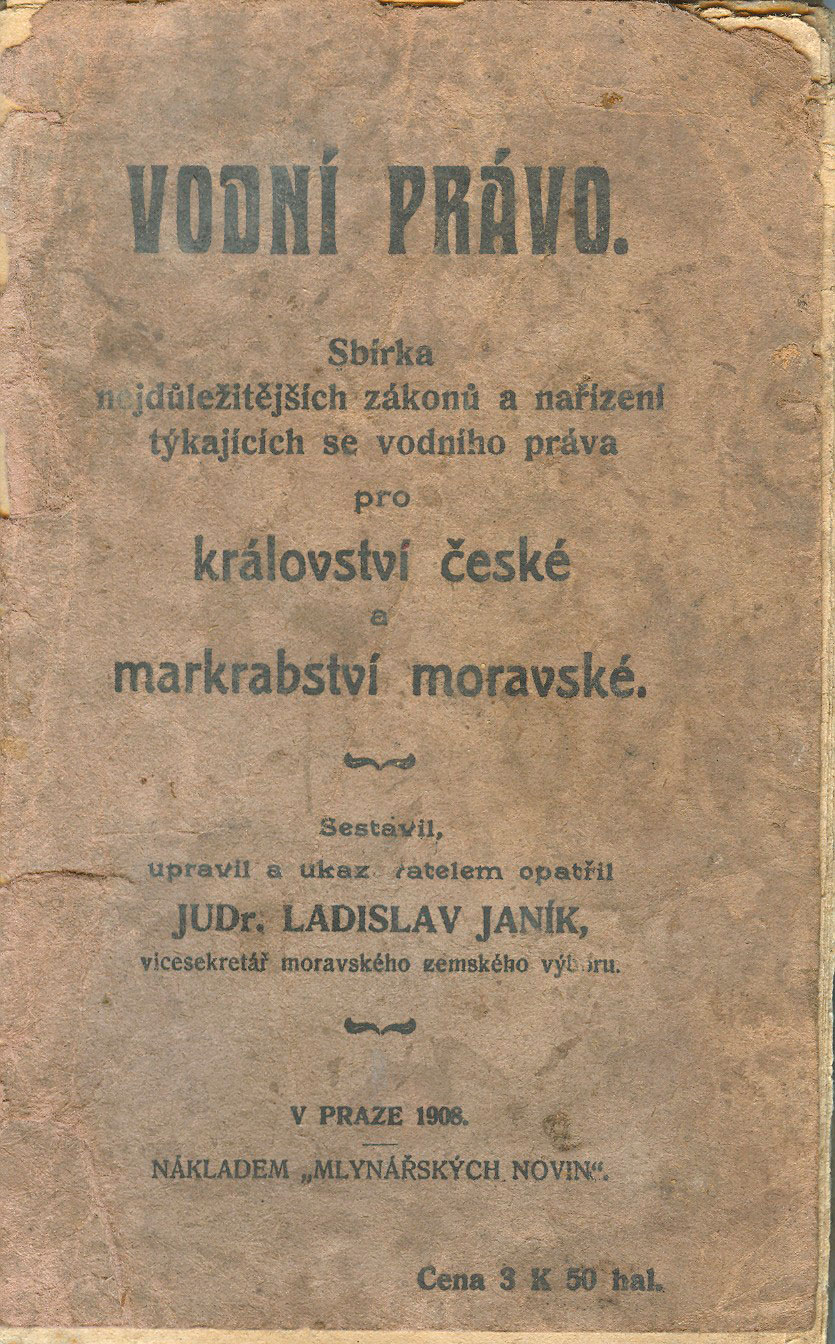 VODNÍ PRÁVO.
Sbírka
nejdůležitějších zákonů a nařízení
týkajících se vodního práva
pro
království české
a
markrabství moravské.
Sestavil,
upravil a ukazovatelem opatřil
JUDr. LADISLAV JANÍK,
vicesekretář moravského zemského výboru.
V PRAZE 1908.
NÁKLADEM „MLYNÁŘSKÝCH NOVIN“.
Cena 3 K 50 hal.